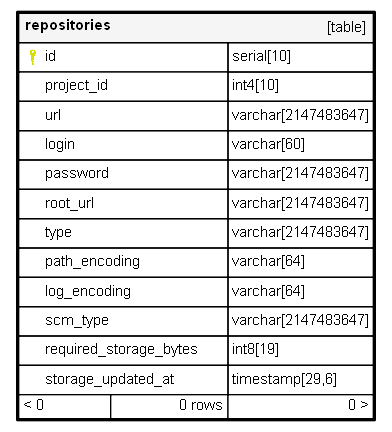 repositories [table]
id serial[10]
project_id int4[10]
url varchar[2147483647]
login varchar[60]
password varchar[2147483647]
root_url varchar[2147483647]
type varchar[2147483647]
path_encoding varchar[64]
log_encoding varchar[64]
scm_type varchar[2147483647]
required_storage_bytes int8[19]
storage_updated_at timestamp[29,6]
< 0 0 rows 0 >